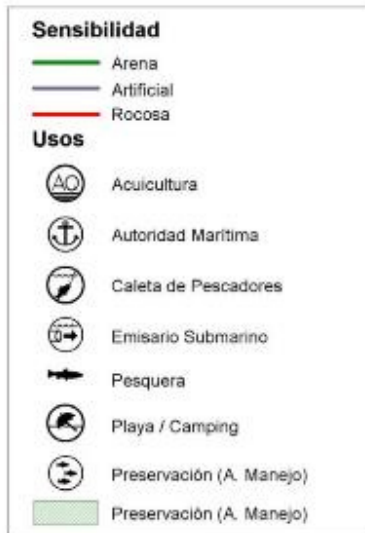 Sensibilidad
Arena
Artificial
Rocosa
Usos
AO Acuicultura
Autoridad Marítima
Caleta de Pescadores
Emisario Submarino
Pesquera
Playa / Camping
Preservación (A. Manejo)
Preservación (A. Manejo)